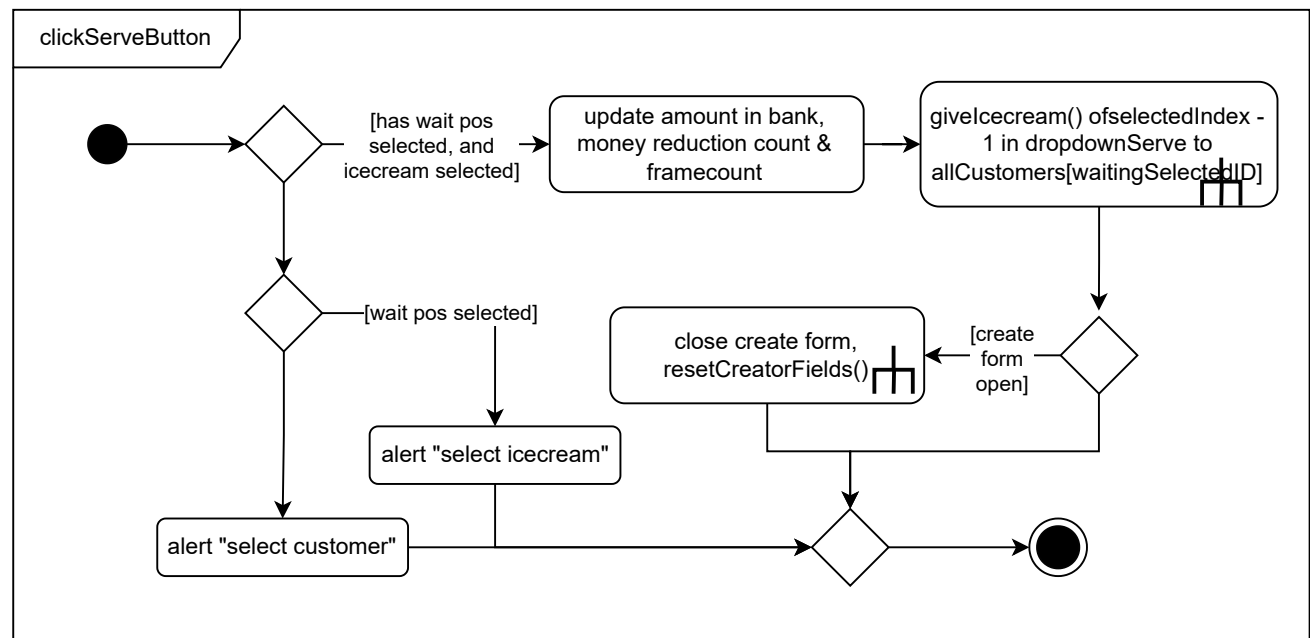 clickServeButton
[has wait pos
selected, and
icecream selected]
update amount in bank,
money reduction count &
framecount
giveIcecream() ofselectedIndex -
1 in dropdownServe to
allCustomers[waitingSelectedID]
[wait pos selected]
close create form,
resetCreatorFields()
[create
form
open]
alert "select icecream"
alert "select customer"